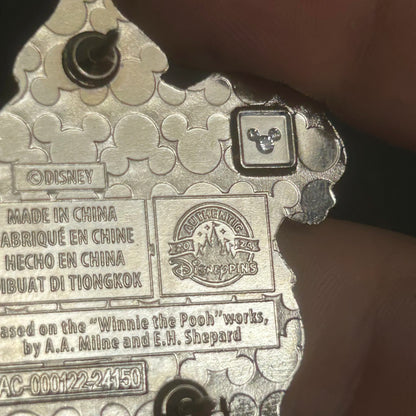 ©DISNEY
MADE IN CHINA
FABRIQUÉ EN CHINE
HECHO EN CHINA
DIBUAT DI TIONGKOK
AUTHENTIC
2024
DISNEY PINS
Based on the "Winnie the Pooh" works,
by A.A. Milne and E.H. Shepard
AC-000122-24150